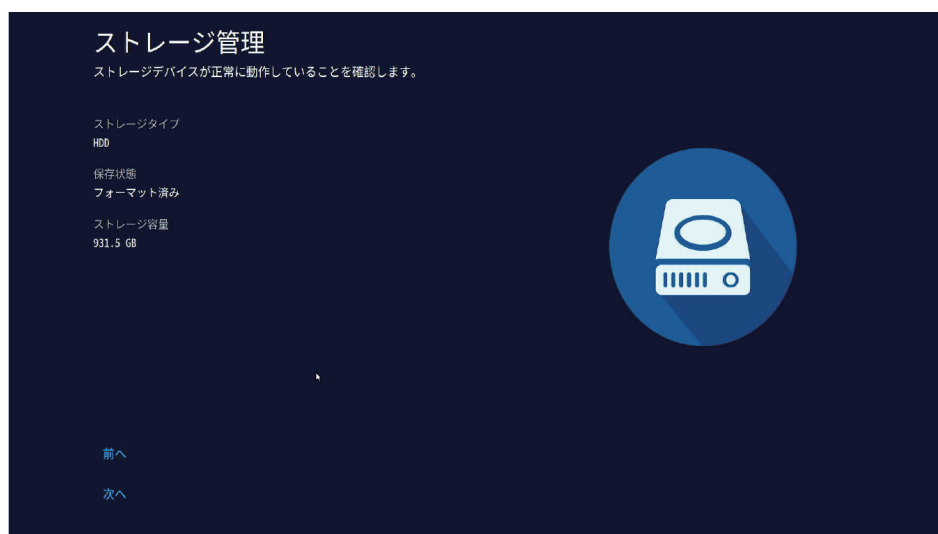 ストレージ管理
ストレージデバイスが正常に動作していることを確認します。
ストレージタイプ
HDD
保存状態
フォーマット済み
ストレージ容量
931.5 GB
前へ
次へ